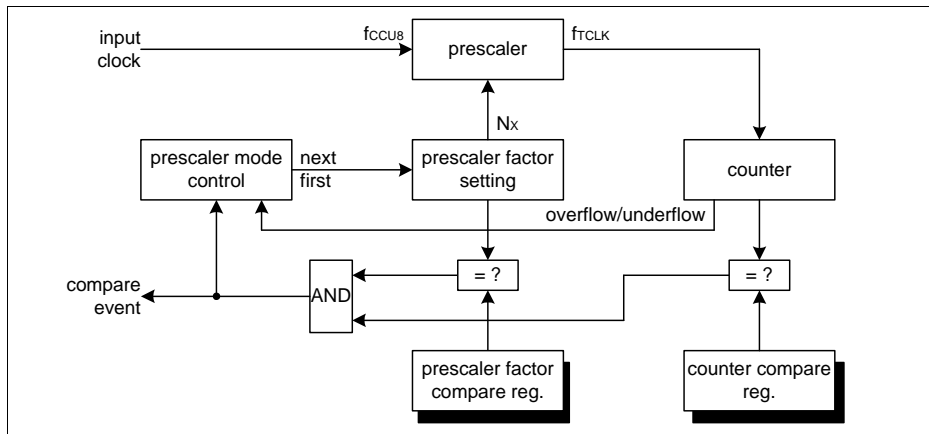 input
clock
fCCU8
prescaler
fTCLK
NX
prescaler mode
control
next
first
prescaler factor
setting
counter
overflow/underflow
compare
event
AND
= ?
= ?
prescaler factor
compare reg.
counter compare
reg.